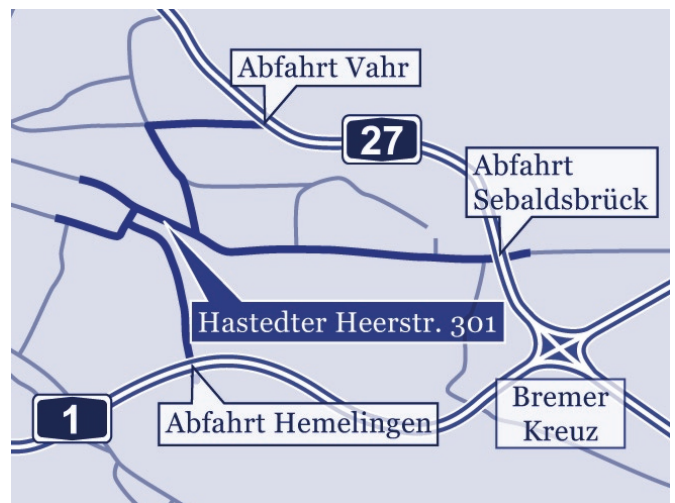 Abfahrt Vahr
27
Abfahrt
Sebaldsbrück
Hastedter Heerstr. 301
1
Abfahrt Hemelingen
Bremer
Kreuz